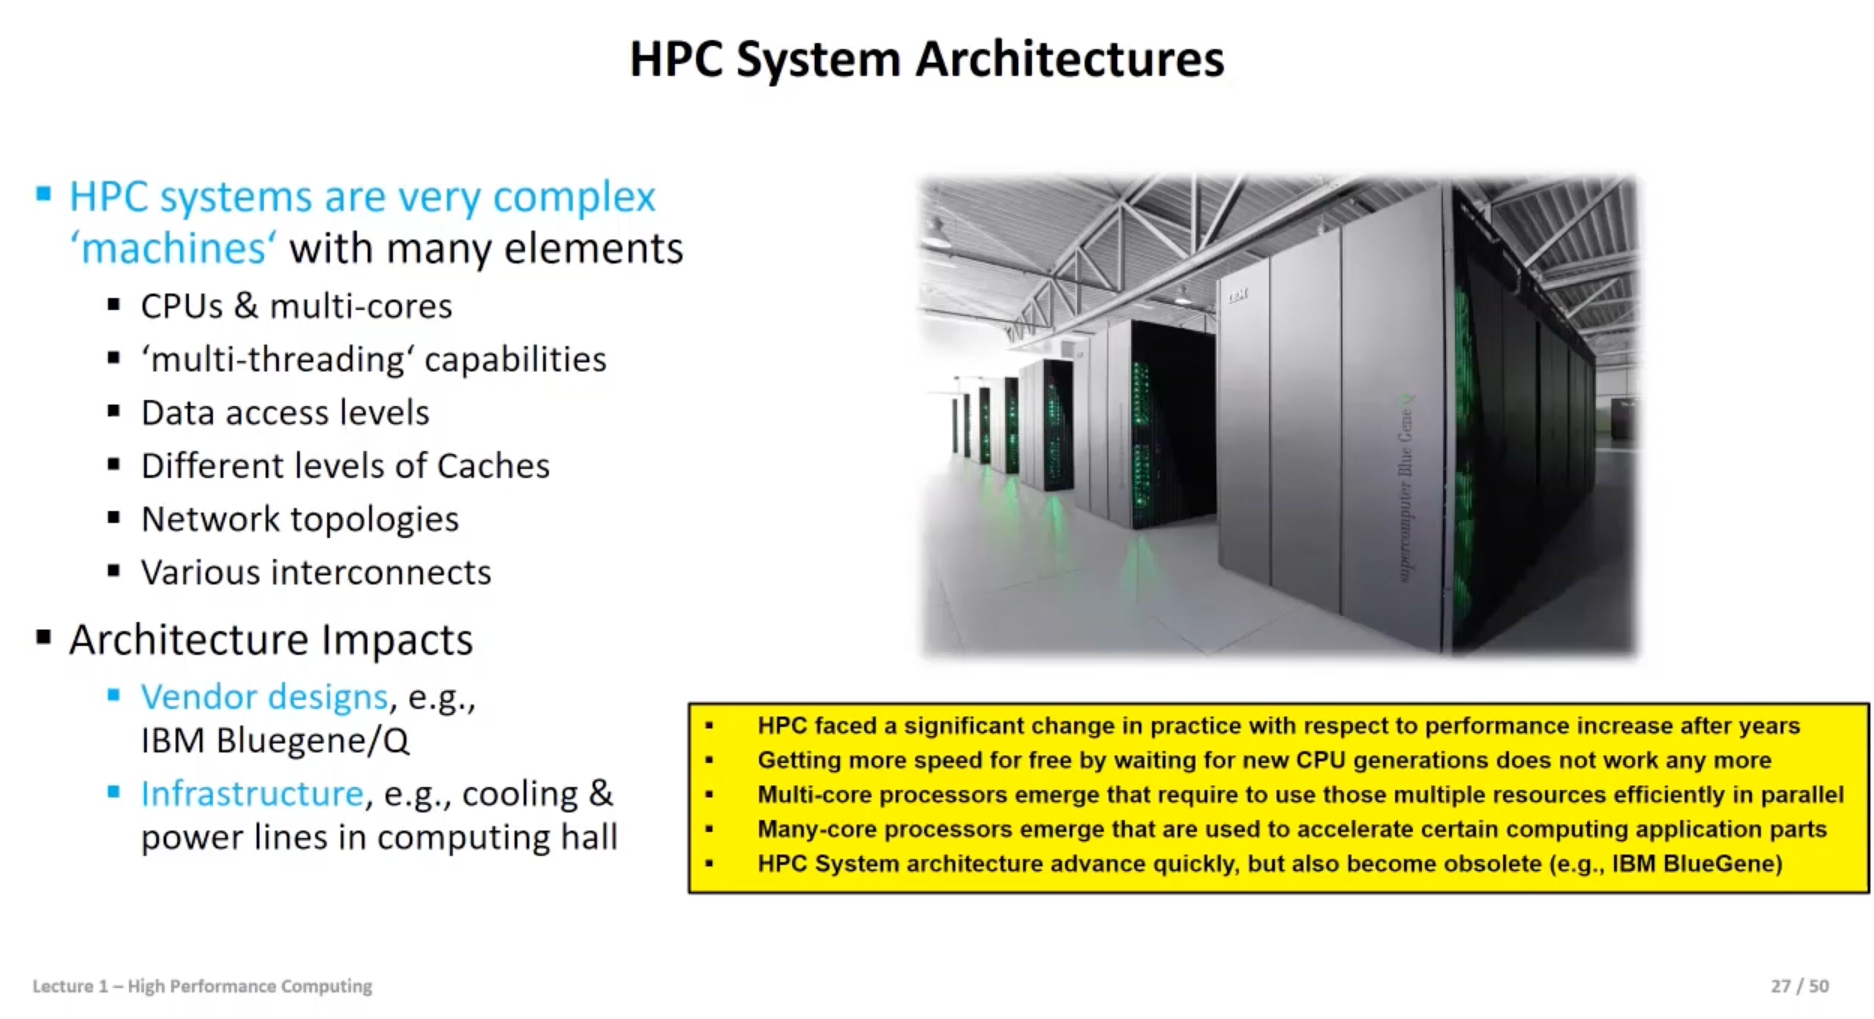 HPC System Architectures
▪ HPC systems are very complex
‘machines‘ with many elements
▪ CPUs & multi-cores
▪ ‘multi-threading‘ capabilities
▪ Data access levels
▪ Different levels of Caches
▪ Network topologies
▪ Various interconnects
▪ Architecture Impacts
▪ Vendor designs, e.g.,
IBM Bluegene/Q
▪ Infrastructure, e.g., cooling &
power lines in computing hall
IBM
supercomputer Blue Gene Q
▪ HPC faced a significant change in practice with respect to performance increase after years
▪ Getting more speed for free by waiting for new CPU generations does not work any more
▪ Multi-core processors emerge that require to use those multiple resources efficiently in parallel
▪ Many-core processors emerge that are used to accelerate certain computing application parts
▪ HPC System architecture advance quickly, but also become obsolete (e.g., IBM BlueGene)
Lecture 1 – High Performance Computing
27 / 50